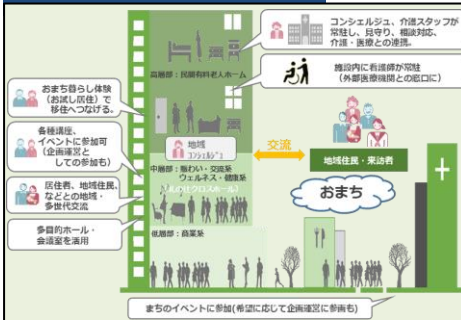 コンシェルジュ、介護スタッフが
常駐し、見守り、相談対応、
介護・医療との連携。
高層部：民間有料老人ホーム
施設内に看護師が常駐
（外部医療機関との窓口に）
おまち暮らし体験
（お試し居住）で
移住へつなげる。
各種講座、
イベントに参加可
（企画運営と
しての参加も）
地域
コンシェルジュ
交流
地域住民・来訪者
中層部：賑わい・交流系
ウェルネス・健康系
居住者、地域住民、
などとの地域・
多世代交流
おまち
多目的ホール・
会議室を活用
低層部：商業系
まちのイベントに参加(希望に応じて企画運営に参画も)